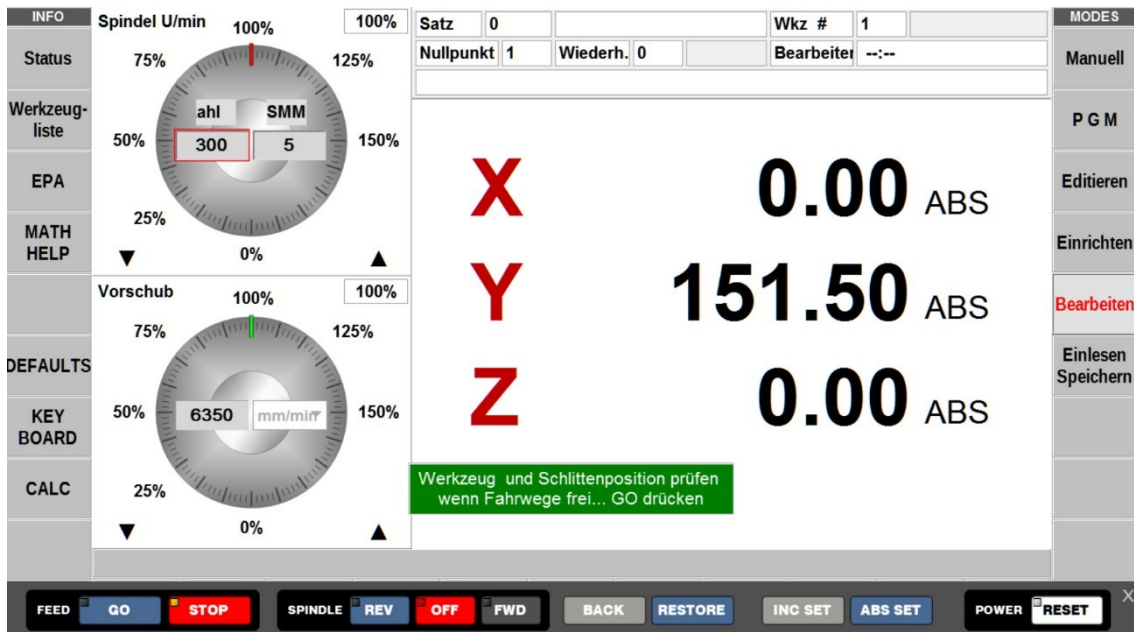 INFO
Status
Werkzeug-
liste
EPA
MATH
HELP
DEFAULTS
KEY
BOARD
CALC
Spindel U/min
100%
100%
75%
125%
ahl
SMM
50%
300
5
150%
25%
▼
0%
▲
Vorschub
100%
100%
75%
125%
50%
6350
mm/min
150%
25%
▼
0%
▲
Satz 0
Wkz # 1
Nullpunkt 1
Wiederh. 0
Bearbeiter --:--
X 0.00 ABS
Y 151.50 ABS
Z 0.00 ABS
Werkzeug und Schlittenposition prüfen
wenn Fahrwege frei... GO drücken
MODES
Manuell
P G M
Editieren
Einrichten
Bearbeiten
Einlesen
Speichern
FEED GO STOP SPINDLE REV OFF FWD BACK RESTORE INC SET ABS SET POWER RESET X